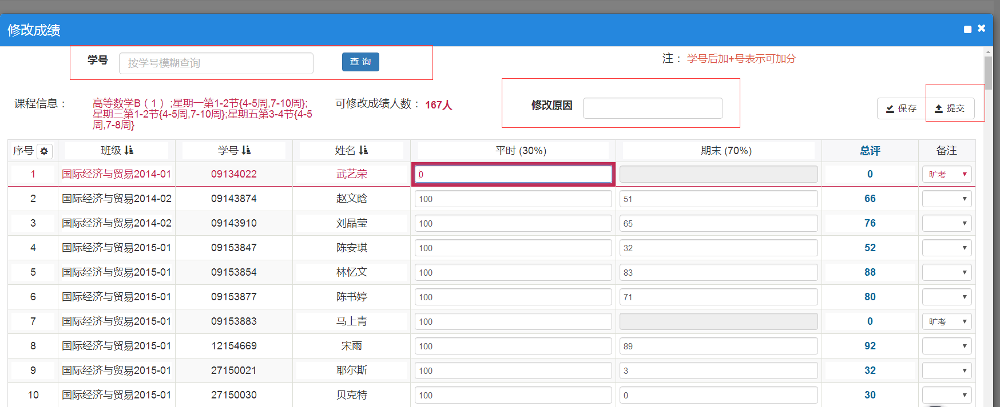 修改成绩
学号 按学号模糊查询 查 询 注： 学号后加+号表示可加分
课程信息： 高等数学B（1）;星期一第1-2节{4-5周,7-10周};
星期三第1-2节{4-5周,7-10周};星期五第3-4节{4-5
周,7-8周}
可修改成绩人数： 167人
修改原因
保存 提交
序号 班级 学号 姓名 平时 (30%) 期末 (70%) 总评 备注
1 国际经济与贸易2014-01 09134022 武艺荣 0 0 旷考
2 国际经济与贸易2014-02 09143874 赵文晗 100 51 66
3 国际经济与贸易2014-02 09143910 刘晶莹 100 65 76
4 国际经济与贸易2015-01 09153847 陈安琪 100 32 52
5 国际经济与贸易2015-01 09153854 林忆文 100 83 88
6 国际经济与贸易2015-01 09153877 陈书婷 100 71 80
7 国际经济与贸易2015-01 09153883 马上青 100 0 旷考
8 国际经济与贸易2015-01 12154669 宋雨 100 89 92
9 国际经济与贸易2015-01 27150021 耶尔斯 100 3 32
10 国际经济与贸易2015-01 27150030 贝克特 100 0 30